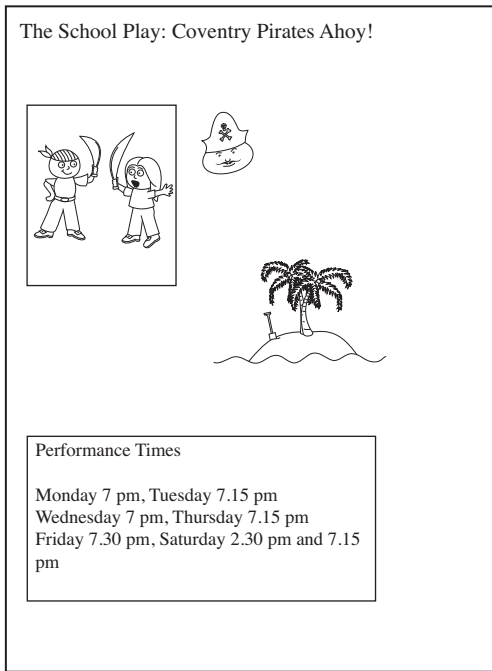 The School Play: Coventry Pirates Ahoy!
Performance Times
Monday 7 pm, Tuesday 7.15 pm
Wednesday 7 pm, Thursday 7.15 pm
Friday 7.30 pm, Saturday 2.30 pm and 7.15
pm